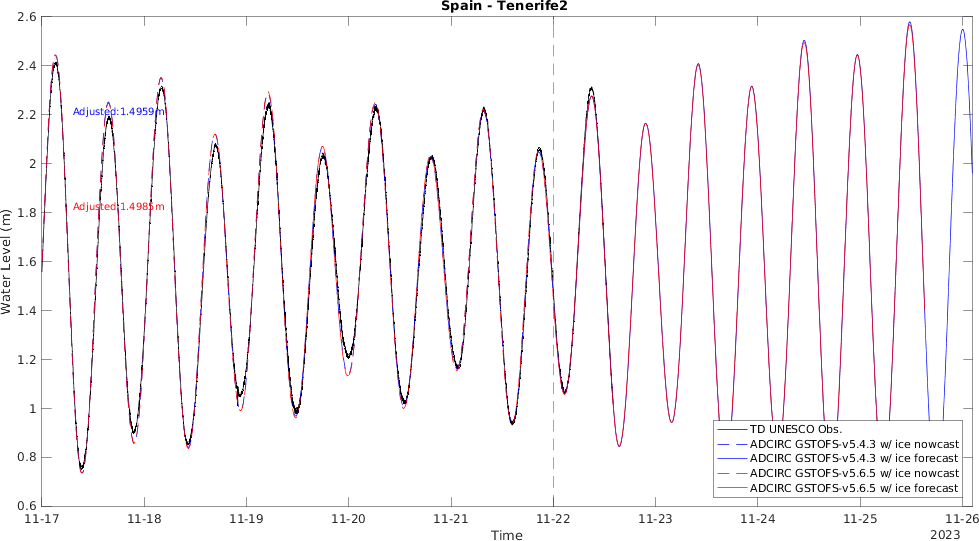 Spain - Tenerife2
2.6
2.4
2.2
2
1.8
1.6
1.4
1.2
1
0.8
0.6
Water Level (m)
Adjusted:1.4959m
Adjusted:1.4985m
TD UNESCO Obs.
ADCIRC GSTOFS-v5.4.3 w/ ice nowcast
ADCIRC GSTOFS-v5.4.3 w/ ice forecast
ADCIRC GSTOFS-v5.6.5 w/ ice nowcast
ADCIRC GSTOFS-v5.6.5 w/ ice forecast
11-17 11-18 11-19 11-20 11-21 11-22 11-23 11-24 11-25 11-26
Time
2023